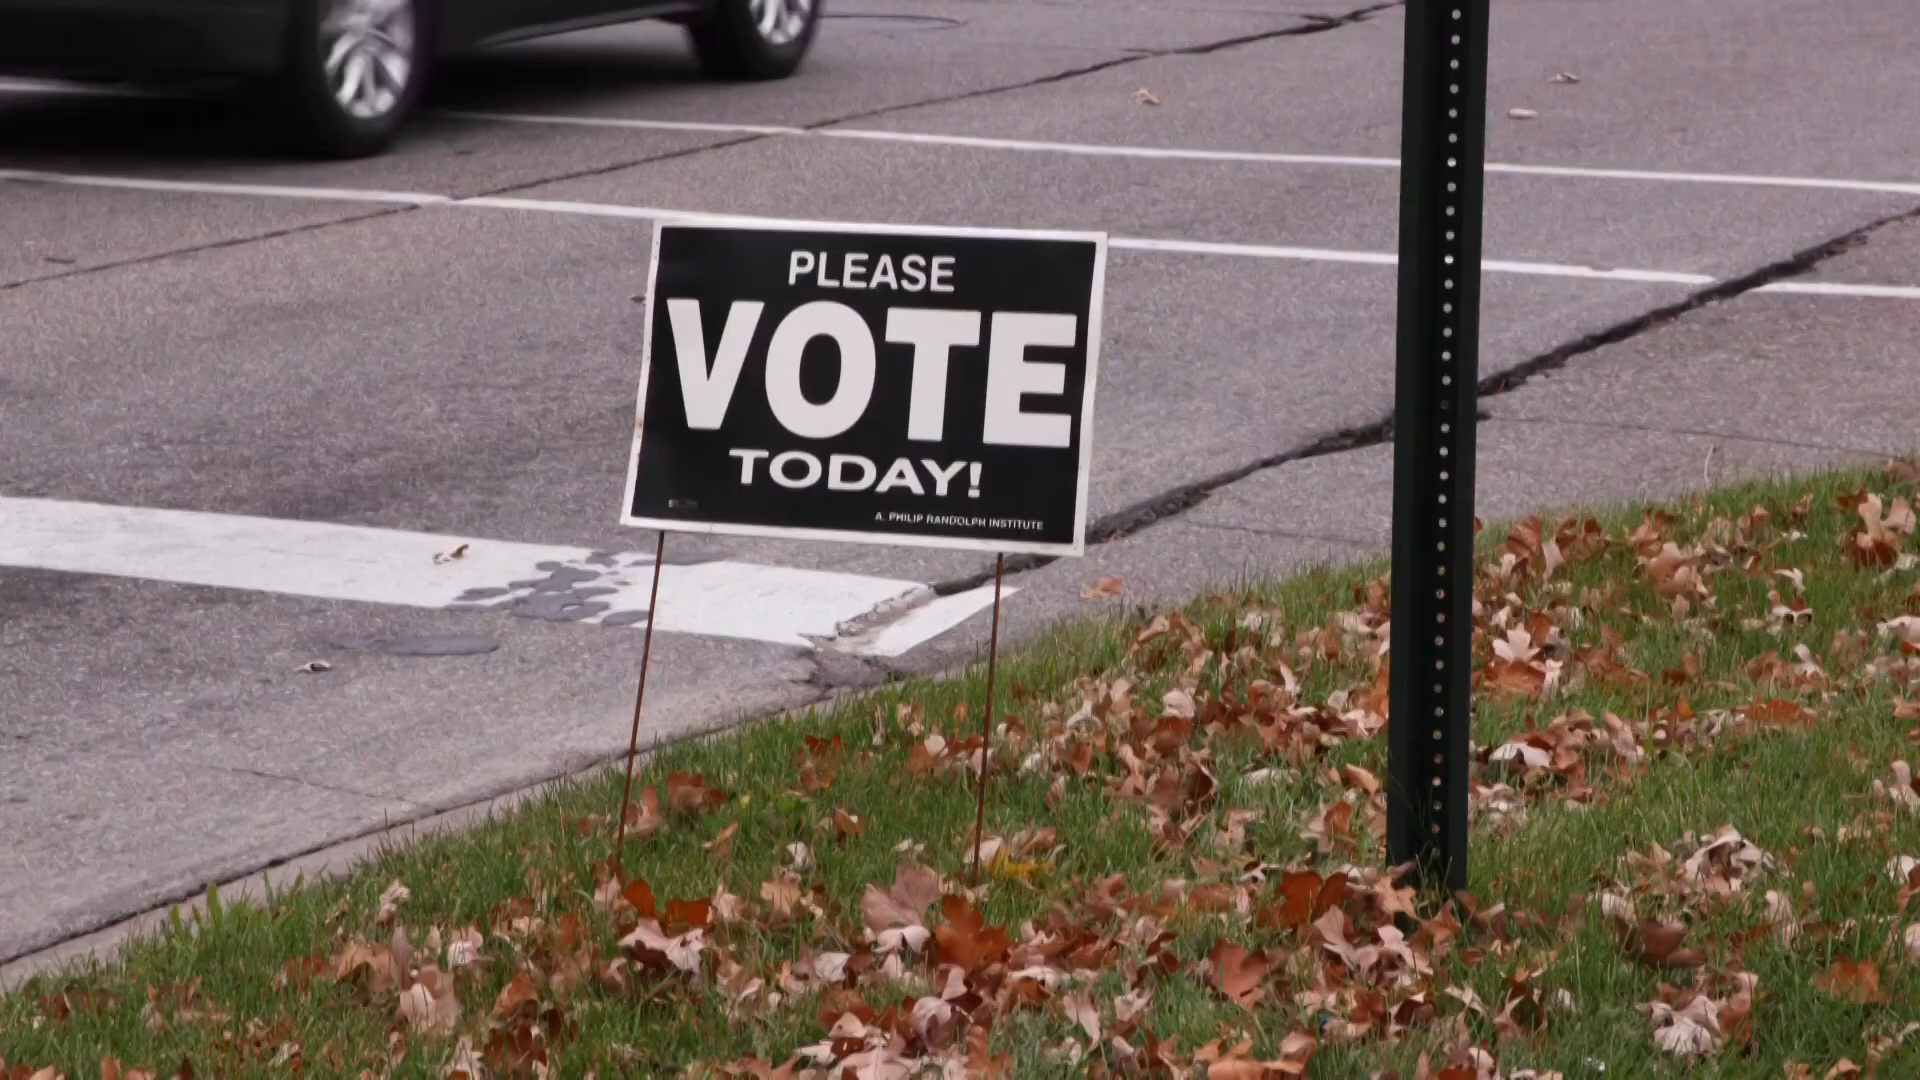 PLEASE
VOTE
TODAY!
A. PHILIP RANDOLPH INSTITUTE